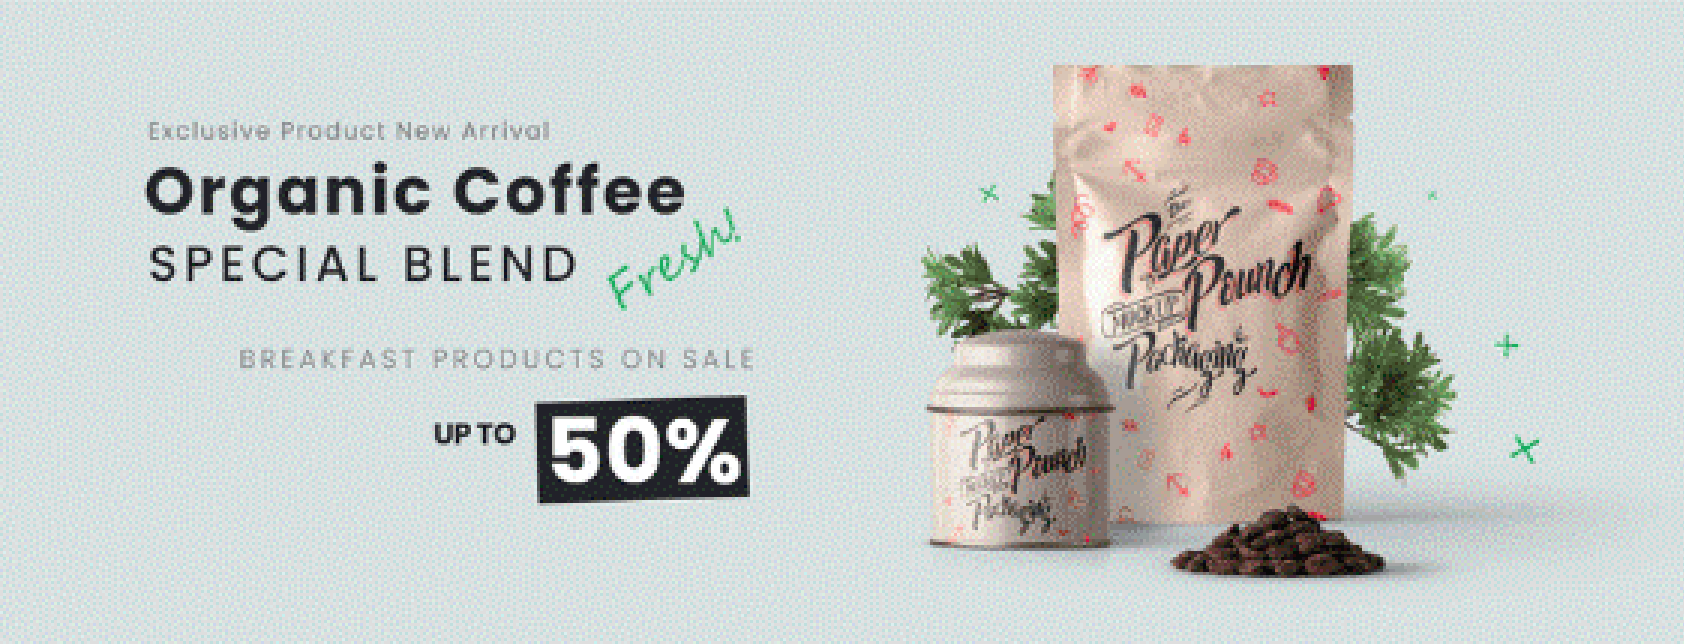 Exclusive Product New Arrival
Organic Coffee
SPECIAL BLEND
Fresh!
BREAKFAST PRODUCTS ON SALE
UP TO
50%
The
Paper
Pounch
MOCK UP
Packaging
Paper
Pounch
Packaging